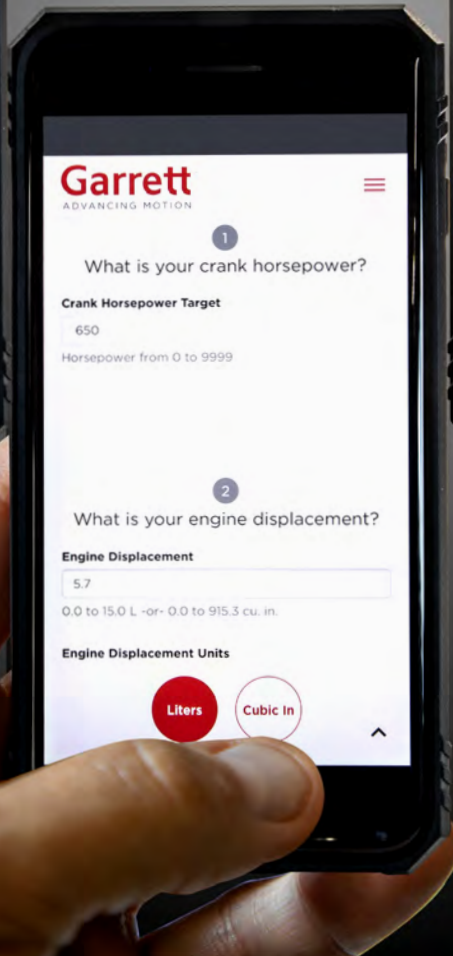 Garrett
ADVANCING MOTION
1
What is your crank horsepower?
Crank Horsepower Target
650
Horsepower from 0 to 9999
2
What is your engine displacement?
Engine Displacement
5.7
0.0 to 15.0 L -or- 0.0 to 915.3 cu. in.
Engine Displacement Units
Liters
Cubic In